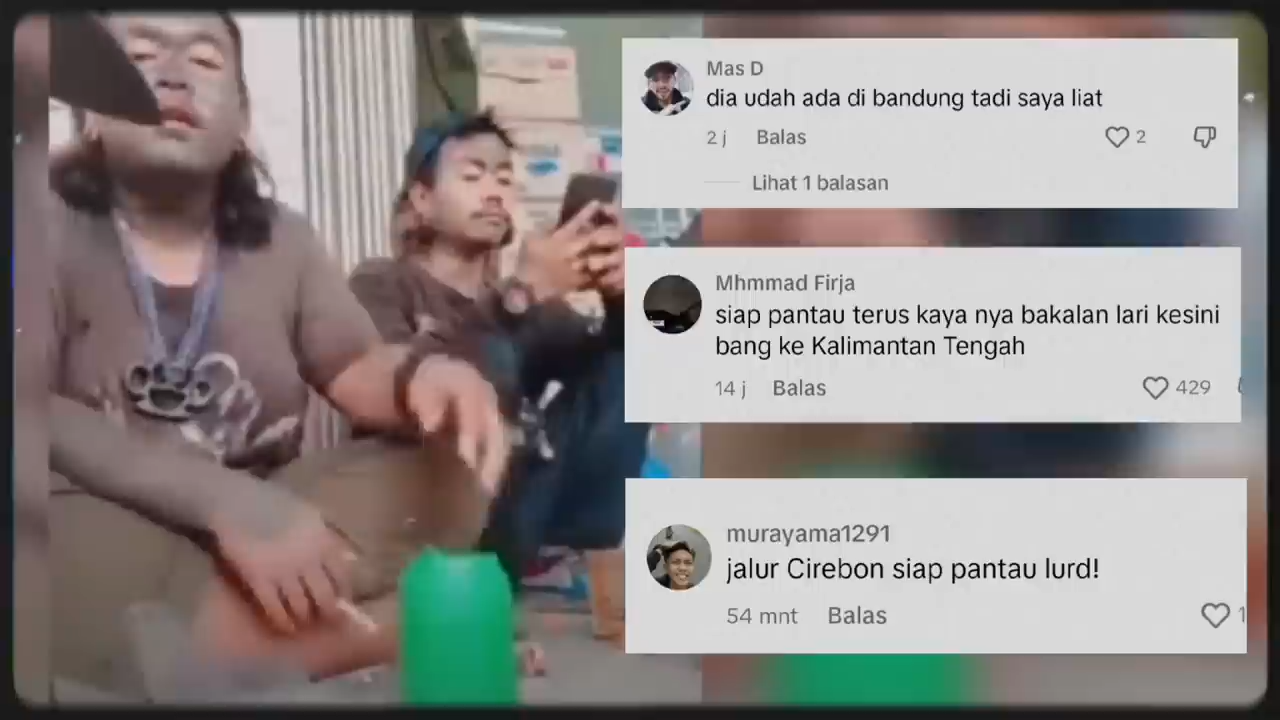 Mas D
dia udah ada di bandung tadi saya liat
2 j Balas 2
Lihat 1 balasan
Mhmmad Firja
siap pantau terus kaya nya bakalan lari kesini
bang ke Kalimantan Tengah
14 j Balas 429
murayama1291
jalur Cirebon siap pantau lurd!
54 mnt Balas 1